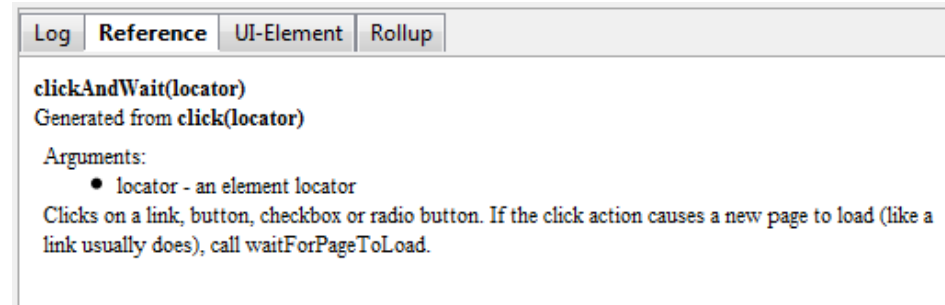 Log Reference UI-Element Rollup
clickAndWait(locator)
Generated from click(locator)
Arguments:
● locator - an element locator
Clicks on a link, button, checkbox or radio button. If the click action causes a new page to load (like a
link usually does), call waitForPageToLoad.